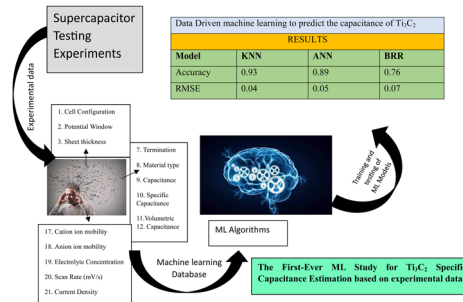 Supercapacitor
Testing
Experiments
Data Driven machine learning to predict the capacitance of Ti₃C₂
RESULTS
Model KNN ANN BRR
Accuracy 0.93 0.89 0.76
RMSE 0.04 0.05 0.07
Experimental data
1. Cell Configuration
2. Potential Window
3. Sheet thickness
7. Termination
8. Material type
9. Capacitance
10. Specific
Capacitance
11.Volumetric
12. Capacitance
17. Cation ion mobility
18. Anion ion mobility
19. Electrolyte Concentration
20. Scan Rate (mV/s)
21. Current Density
Machine learning
Database
ML Algorithms
Training and
testing of
ML Models
The First-Ever ML Study for Ti₃C₂ Specifi
Capacitance Estimation based on experimental data